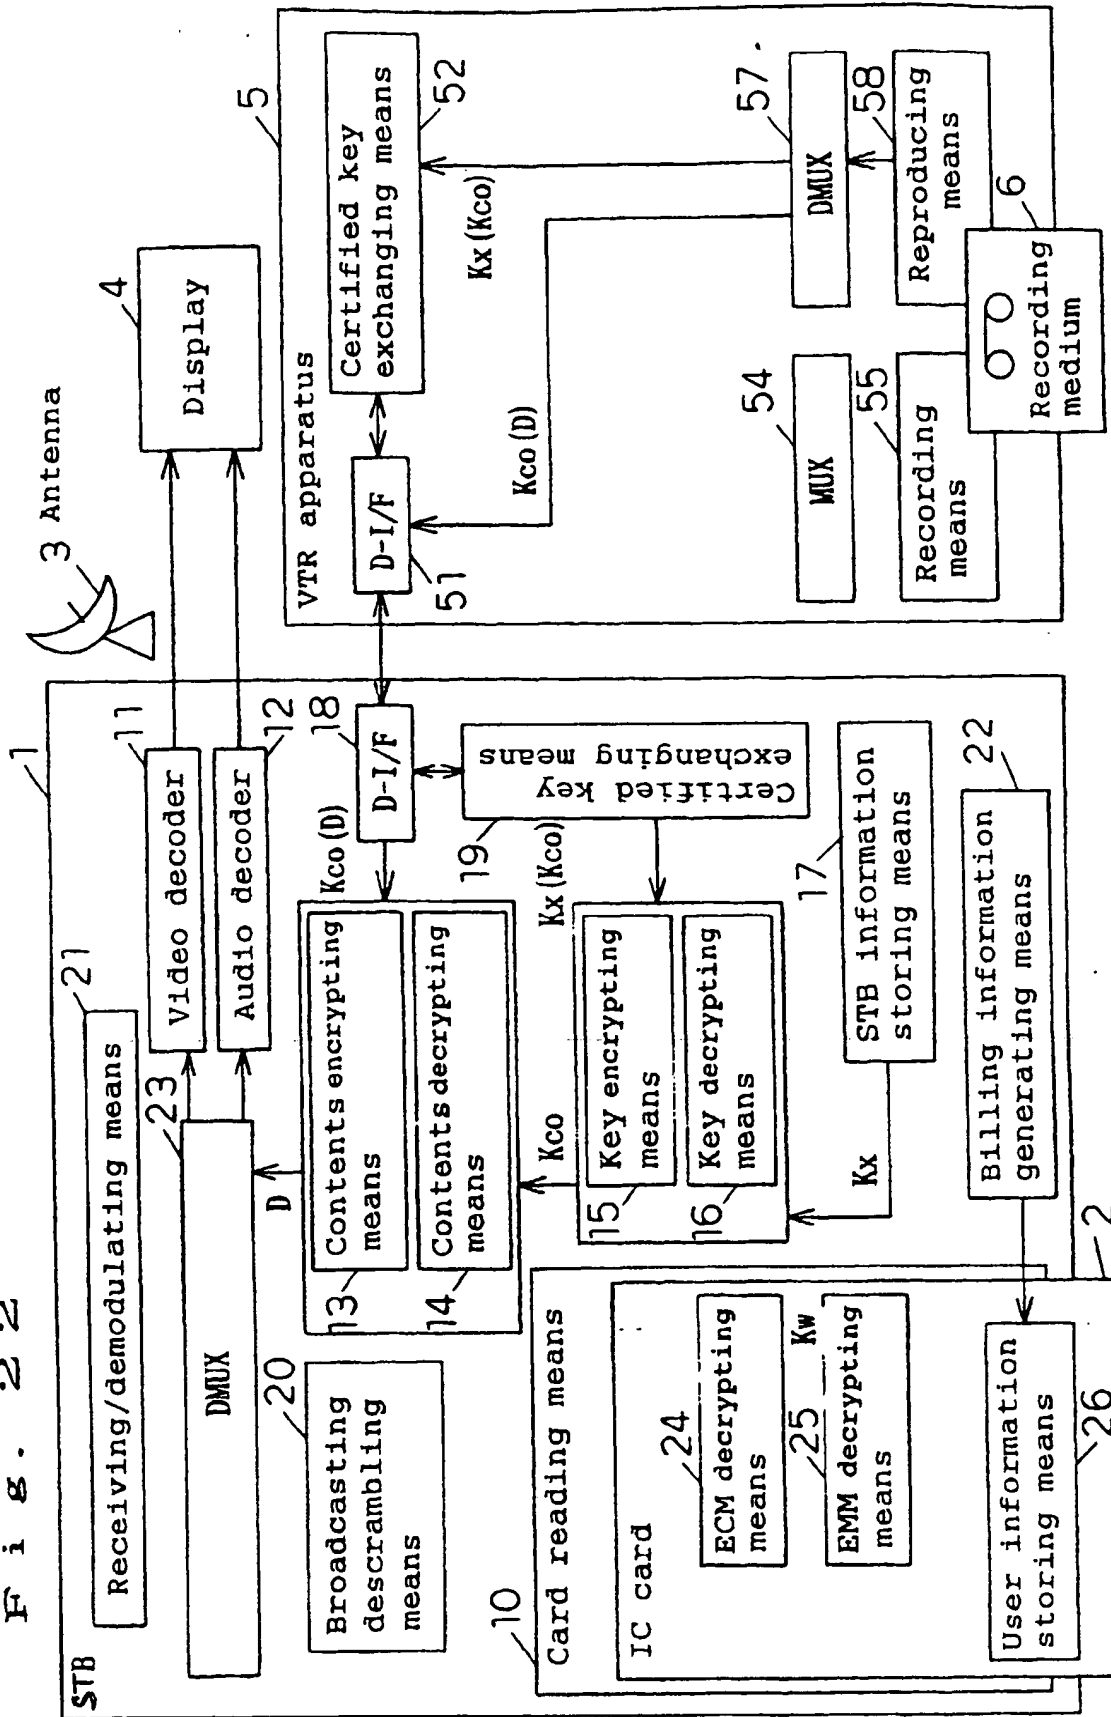 Fig. 22
STB
1
Receiving/demodulating means
21
DMUX
23
Video decoder
11
Audio decoder
12
3 Antenna
4
Display
Broadcasting
descrambling
means
20
D
Contents encrypting
means
13
Contents decrypting
means
14
Kco(D)
D-I/F
18
Certified key
exchanging means
19
Kx(Kco)
Kco
Key encrypting
means
15
Key decrypting
means
16
Kx
STB information
storing means
17
Billing information
generating means
22
10
Card reading means
IC card
2
ECM decrypting
means
24
Kw
EMM decrypting
means
25
User information
storing means
26
5
VTR apparatus
D-I/F
51
Certified key
exchanging means
52
Kx(Kco)
Kco(D)
MUX
54
Recording
means
55
DMUX
57
Reproducing
means
58
Recording
medium
6